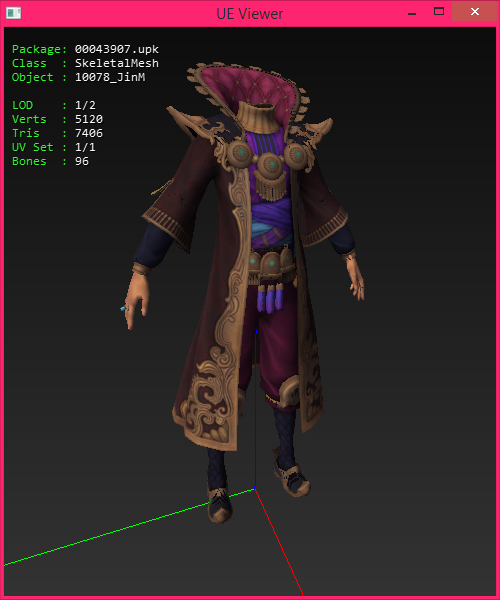 UE Viewer
Package: 00043907.upk
Class  : SkeletalMesh
Object : 10078_JinM
LOD    : 1/2
Verts  : 5120
Tris   : 7406
UV Set : 1/1
Bones  : 96